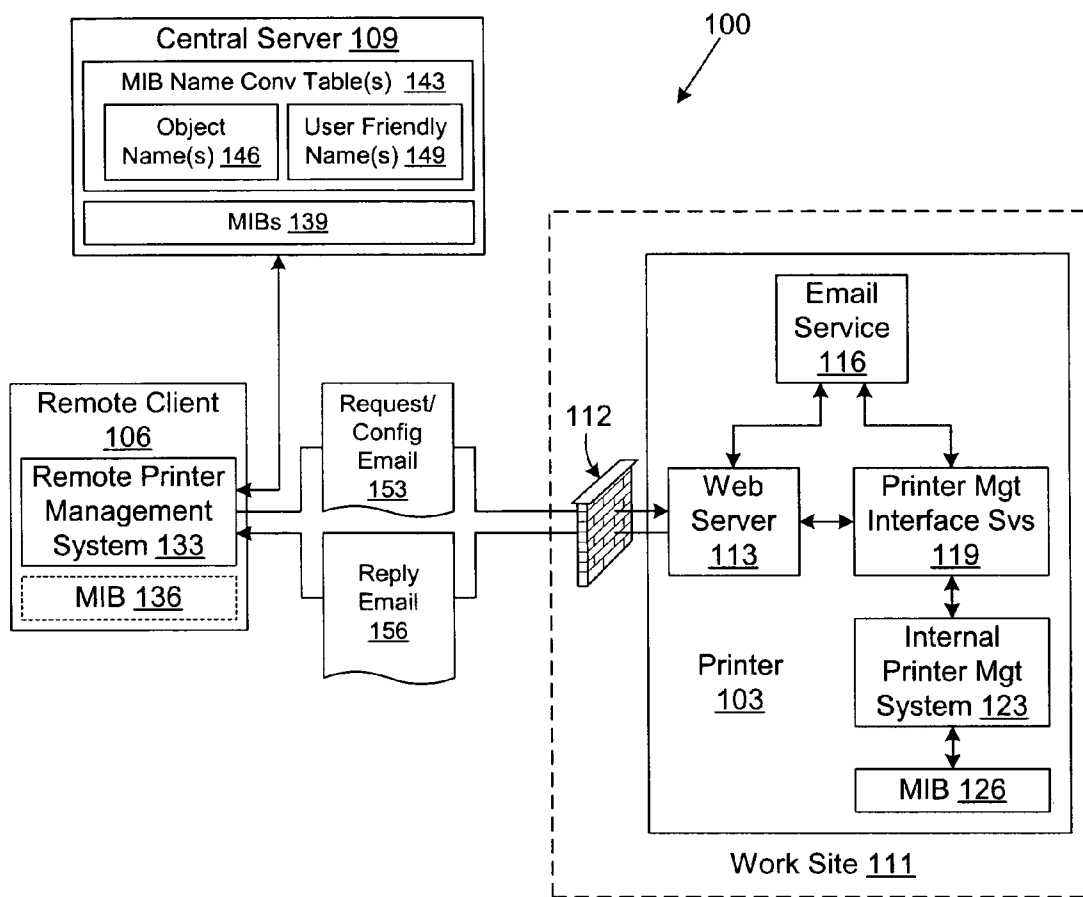 100
Central Server 109
MIB Name Conv Table(s) 143
Object
Name(s) 146
User Friendly
Name(s) 149
MIBs 139
Remote Client
106
Remote Printer
Management
System 133
MIB 136
Request/
Config
Email
153
Reply
Email
156
112
Email
Service
116
Web
Server
113
Printer Mgt
Interface Svs
119
Internal
Printer Mgt
System 123
MIB 126
Printer
103
Work Site 111